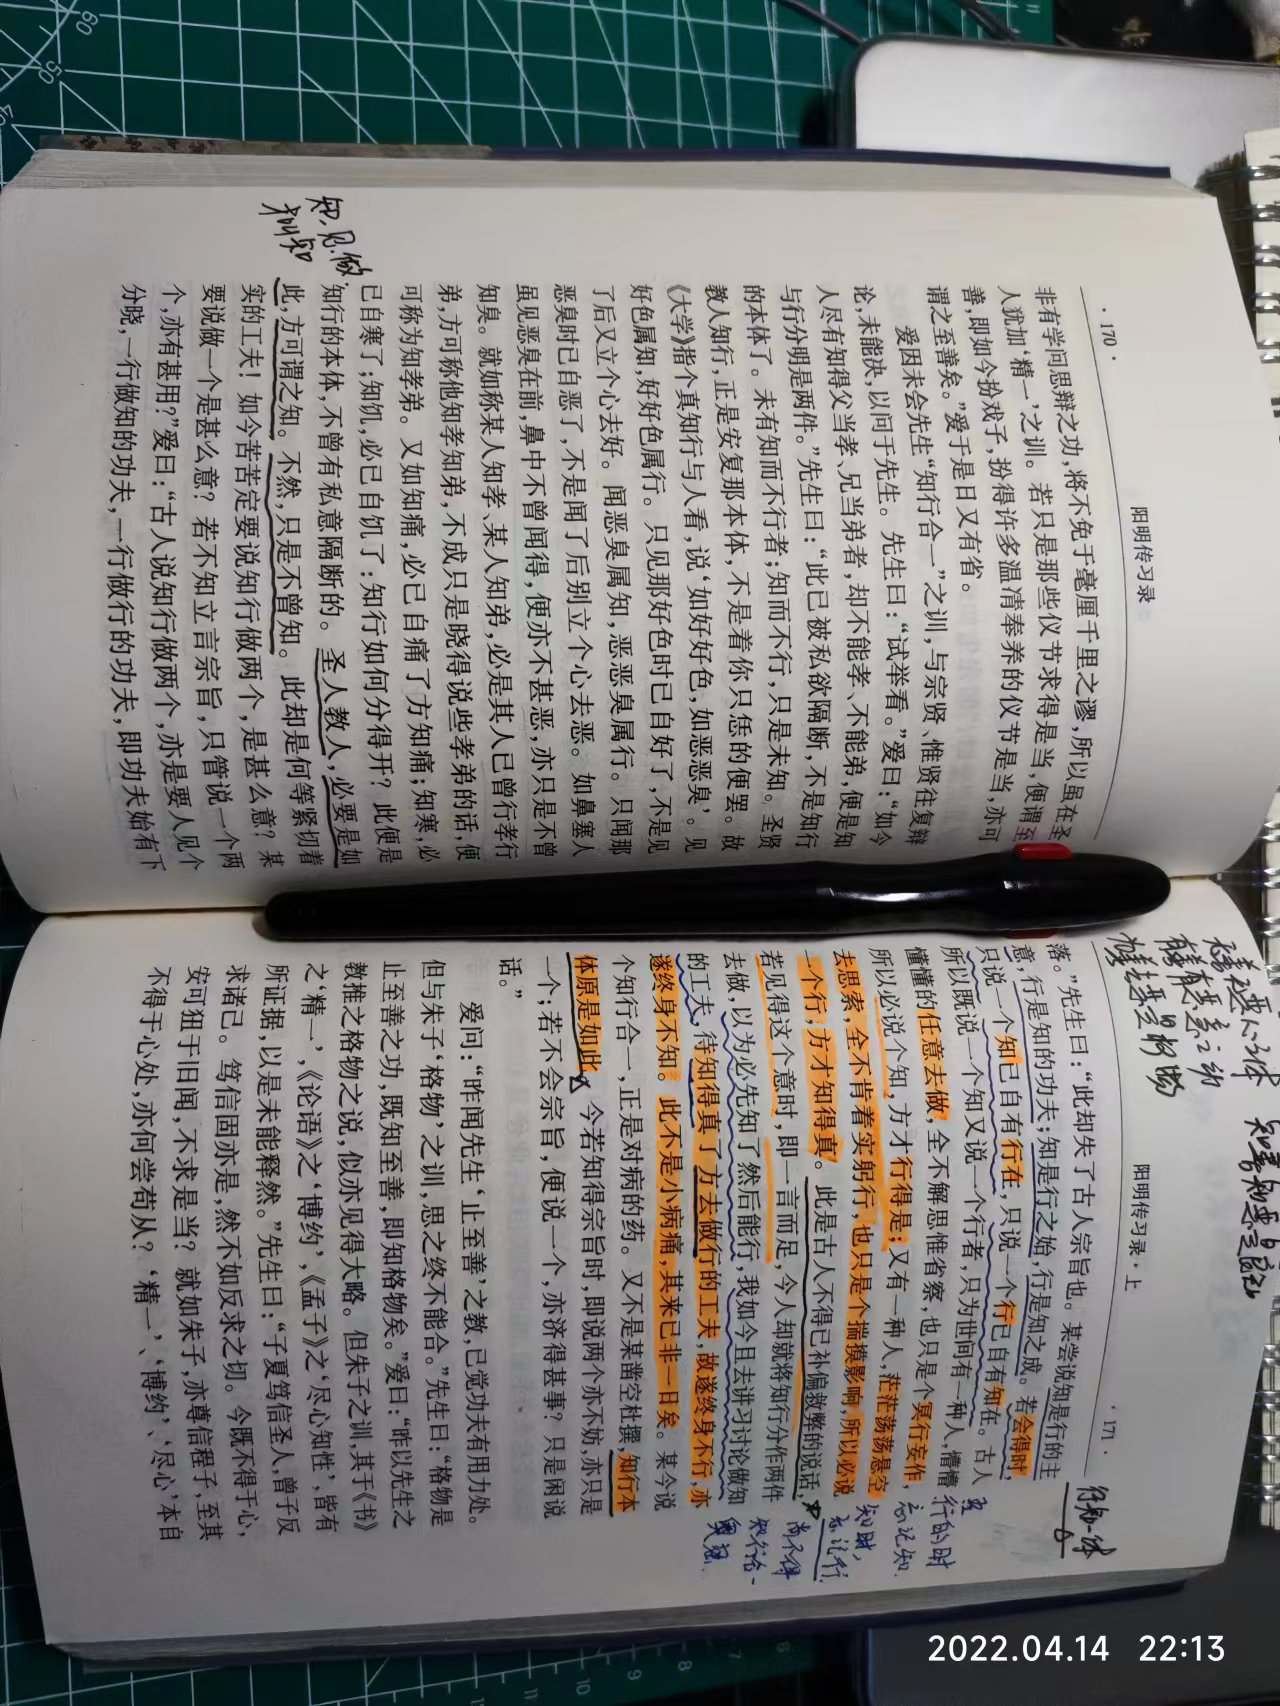 · 170 ·
阳明传习录
非有学问思辩之功,将不免于毫厘千里之谬,所以虽在圣
人犹加‘精一’之训。若只是那些仪节求得是当,便谓至
善,即如今扮戏子,扮得许多温凊奉养的仪节是当,亦可
谓之至善矣。”爱于是日又有省。
爱因未会先生“知行合一”之训,与宗贤、惟贤往复辩
论,未能决,以问于先生。先生曰:“试举看。”爱曰:“如今
人尽有知得父当孝、兄当弟者,却不能孝、不能弟,便是知
与行分明是两件。”先生曰:“此已被私欲隔断,不是知行
的本体了。未有知而不行者;知而不行,只是未知。圣贤
教人知行,正是安复那本体,不是着你只恁的便罢。故
《大学》指个真知行与人看,说‘如好好色,如恶恶臭’。见
好色属知,好好色属行。只见那好色时已自好了,不是见
了后又立个心去好。闻恶臭属知,恶恶臭属行。只闻那
恶臭时已自恶了,不是闻了后别立个心去恶。如鼻塞人
虽见恶臭在前,鼻中不曾闻得,便亦不甚恶,亦只是不曾
知臭。就如称某人知孝、某人知弟,必是其人已曾行孝行
弟,方可称他知孝知弟,不成只是晓得说些孝弟的话,便
可称为知孝弟。又如知痛,必已自痛了方知痛;知寒,必
已自寒了;知饥,必已自饥了:知行如何分得开?此便是
知行的本体,不曾有私意隔断的。圣人教人,必要是如
此,方可谓之知。不然,只是不曾知。此却是何等紧切着
实的工夫!如今苦苦定要说知行做两个,是甚么意?某
要说做一个是甚么意?若不知立言宗旨,只管说一个两
个,亦有甚用?”爱曰:“古人说知行做两个,亦是要人见个
分晓,一行做知的功夫,一行做行的功夫,即功夫始有下
知,见,做,
才叫知
阳明传习录·上
· 171 ·
落。”先生曰:“此却失了古人宗旨也。某尝说知是行的主
意,行是知的功夫;知是行之始,行是知之成。若会得时,
只说一个知已自有行在,只说一个行已自有知在。古人
所以既说一个知又说一个行者,只为世间有一种人,懵懵
懂懂的任意去做,全不解思惟省察,也只是个冥行妄作,
所以必说个知,方才行得是;又有一种人,茫茫荡荡悬空
去思索,全不肯着实躬行,也只是个揣摸影响,所以必说
一个行,方才知得真。此是古人不得已补偏救弊的说话,
若见得这个意时,即一言而足,今人却就将知行分作两件
去做,以为必先知了然后能行,我如今且去讲习讨论做知
的工夫,待知得真了方去做行的工夫,故遂终身不行,亦
遂终身不知。此不是小病痛,其来已非一日矣。某今说
个知行合一,正是对病的药。又不是某凿空杜撰,知行本
体原是如此。今若知得宗旨时,即说两个亦不妨,亦只是
一个;若不会宗旨,便说一个,亦济得甚事?只是闲说
话。”
爱问:“昨闻先生‘止至善’之教,已觉功夫有用力处。
但与朱子‘格物’之训,思之终不能合。”先生曰:“格物是
止至善之功,既知至善,即知格物矣。”爱曰:“昨以先生之
教推之格物之说,似亦见得大略。但朱子之训,其于《书》
之‘精一’,《论语》之‘博约’,《孟子》之‘尽心知性’,皆有
所证据,以是未能释然。”先生曰:“子夏笃信圣人,曾子反
求者己。笃信固亦是,然不如反求之切。今既不得于心,
安可狃于旧闻,不求是当?就如朱子,亦尊信程子,至其
不得于心处,亦何尝苟从?‘精一’、‘博约’、‘尽心’本自
行的时
忘记知.
知时,
忘记行.
知行合一
2022.04.14 22:13